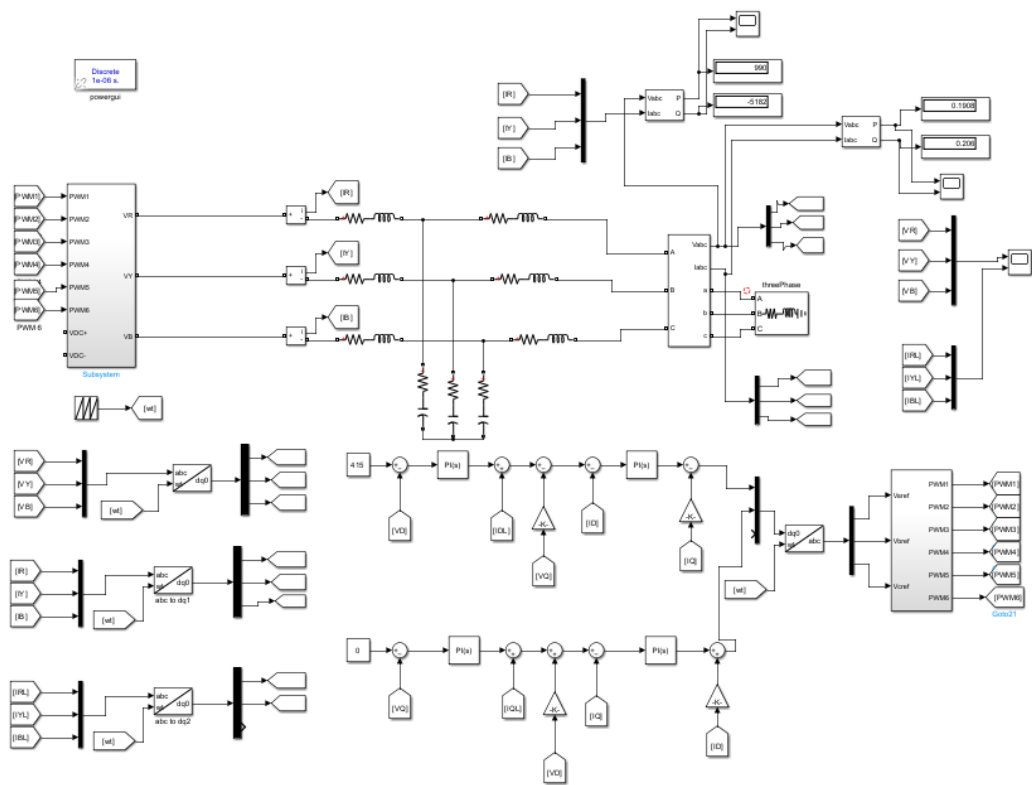 Discrete
1e-06 s.
powergui
[IR]
[IY]
[IB]
Vabc
Iabc
P
Q
990
-5182
Vabc
Iabc
P
Q
0.1908
0.206
[PWM1]
[PWM2]
[PWM3]
[PWM4]
[PWM5]
[PWM6]
PWM 6
PWM1
PWM2
PWM3
PWM4
PWM5
PWM6
VDC+
VDC-
VR
VY
VB
Subsystem
+
i
-
[IR]
+
i
-
[IY]
+
i
-
[IB]
A
B
C
Vabc
Iabc
a
b
c
threePhase
A
B
C
[VR]
[VY]
[VB]
[IRL]
[IYL]
[IBL]
[wt]
[VR]
[VY]
[VB]
[wt]
abc
wt
dq0
[IR]
[IY]
[IB]
[wt]
abc
wt
dq0
abc to dq1
[IRL]
[IYL]
[IBL]
[wt]
abc
wt
dq0
abc to dq2
415
PI(s)
PI(s)
[VD]
[IDL]
-K-
[VQ]
[ID]
-K-
[IQ]
0
PI(s)
PI(s)
[VQ]
[IQL]
-K-
[VD]
[IQ]
-K-
[ID]
[wt]
dq0
wt
abc
Varef
Vbref
Vcref
PWM1
PWM2
PWM3
PWM4
PWM5
PWM6
[PWM1]
[PWM2]
[PWM3]
[PWM4]
[PWM5]
[PWM6]
Goto21